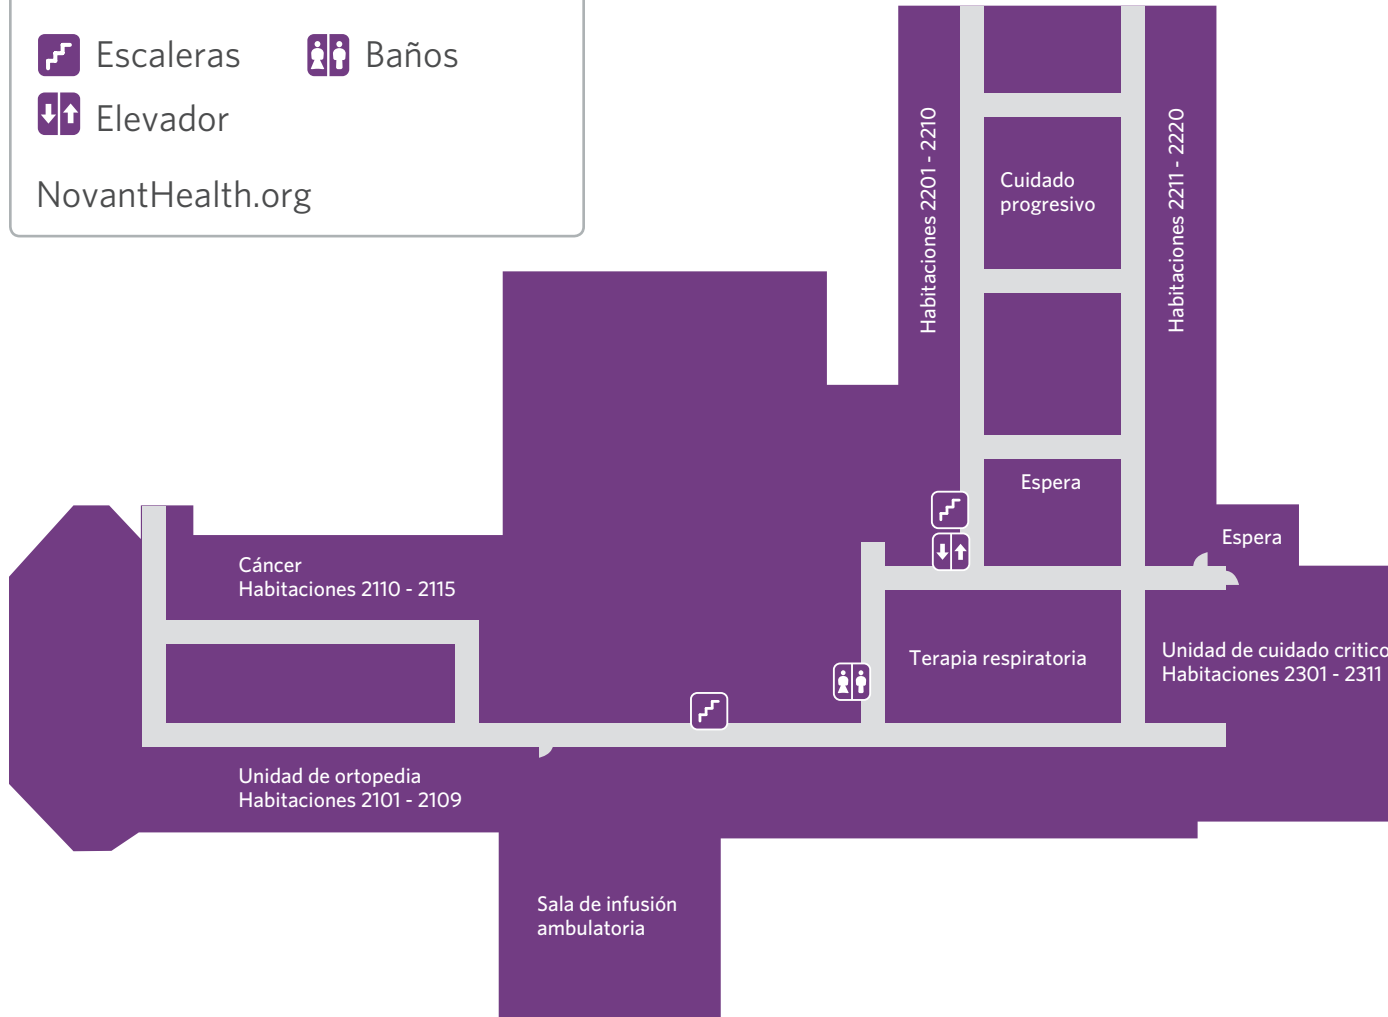 Escaleras
Baños
Elevador
NovantHealth.org
Habitaciones 2201 - 2210
Cuidado
progresivo
Habitaciones 2211 - 2220
Espera
Espera
Cáncer
Habitaciones 2110 - 2115
Terapia respiratoria
Unidad de cuidado critico
Habitaciones 2301 - 2311
Unidad de ortopedia
Habitaciones 2101 - 2109
Sala de infusión
ambulatoria